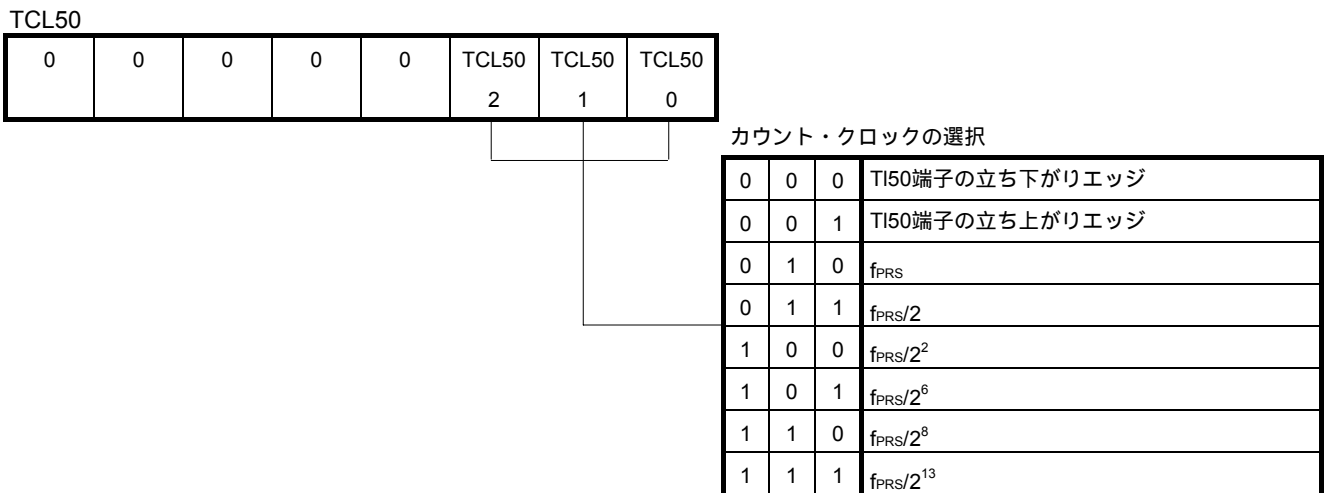 TCL50
0 0 0 0 0 TCL50 TCL50 TCL50
2 1 0
カウント・クロックの選択
0 0 0 TI50端子の立ち下がりエッジ
0 0 1 TI50端子の立ち上がりエッジ
0 1 0 fPRS
0 1 1 fPRS/2
1 0 0 fPRS/2²
1 0 1 fPRS/2⁶
1 1 0 fPRS/2⁸
1 1 1 fPRS/2¹³